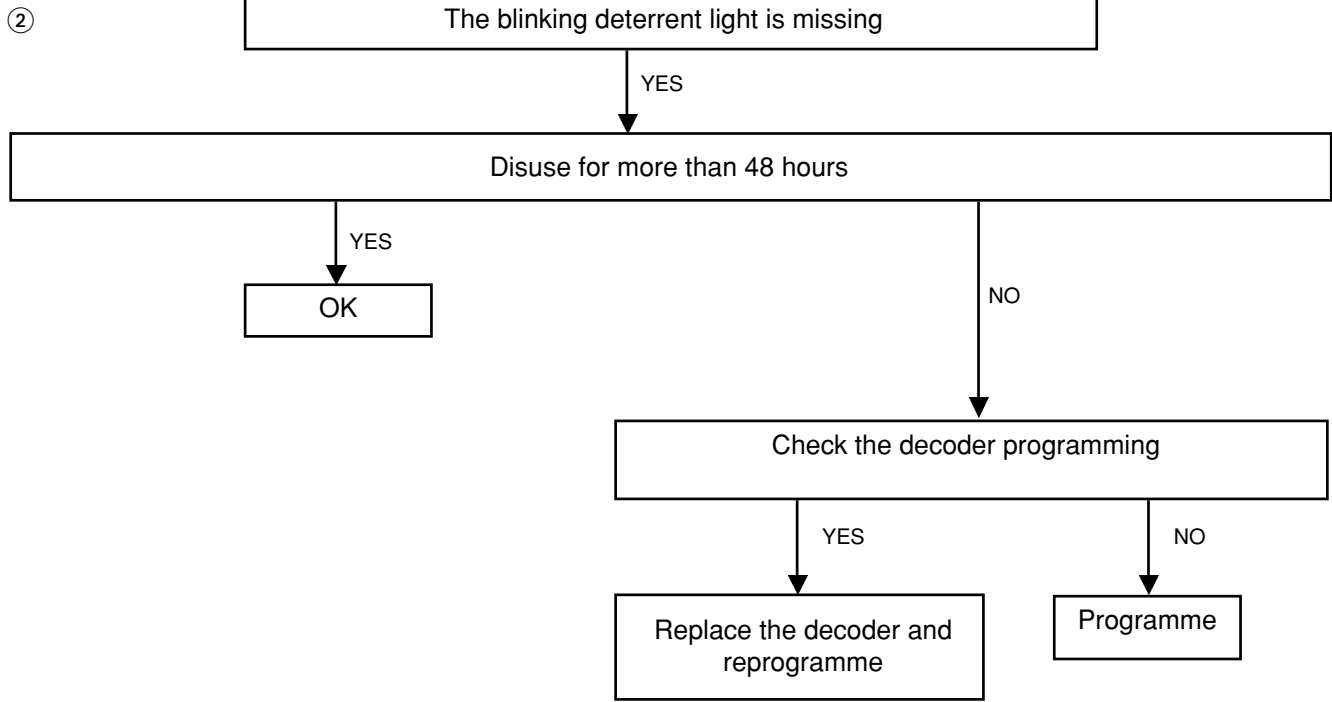 ②
The blinking deterrent light is missing
YES
Disuse for more than 48 hours
YES
OK
NO
Check the decoder programming
YES
NO
Replace the decoder and
reprogramme
Programme